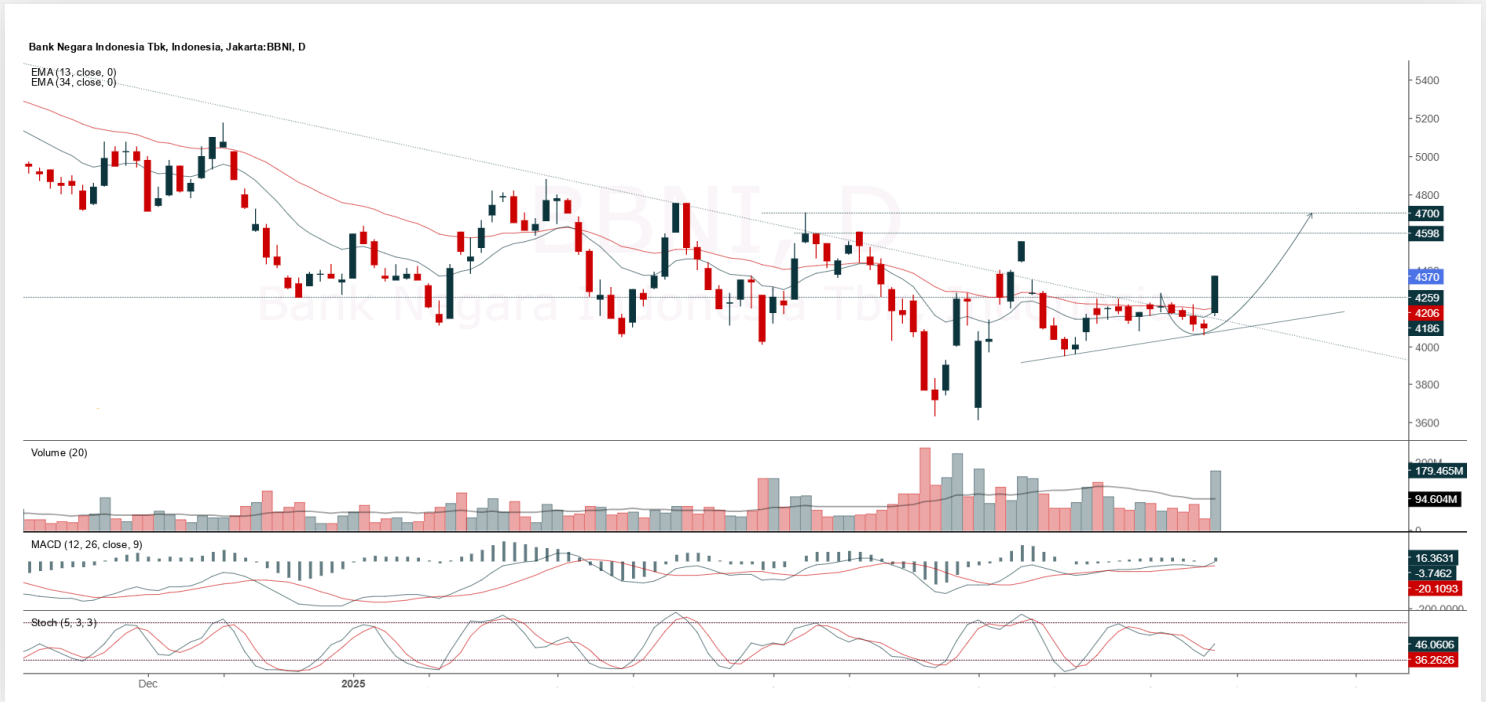 Bank Negara Indonesia Tbk, Indonesia, Jakarta:BBNI, D
EMA (13, close, 0)
EMA (34, close, 0)
BBNI, D
5400
5200
5000
4800
4700
4598
4370
4259
4206
4186
4000
3800
3600
Volume (20)
179.465M
94.604M
0
MACD (12, 26, close, 9)
16.3631
-3.7462
-20.1093
-200.0000
Stoch (5, 3, 3)
46.0606
36.2626
Dec
2025